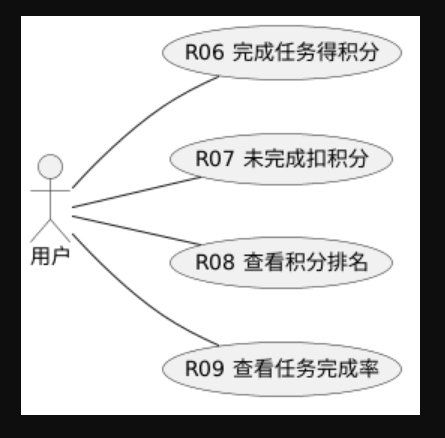 R06 完成任务得积分
R07 未完成扣积分
用户
R08 查看积分排名
R09 查看任务完成率